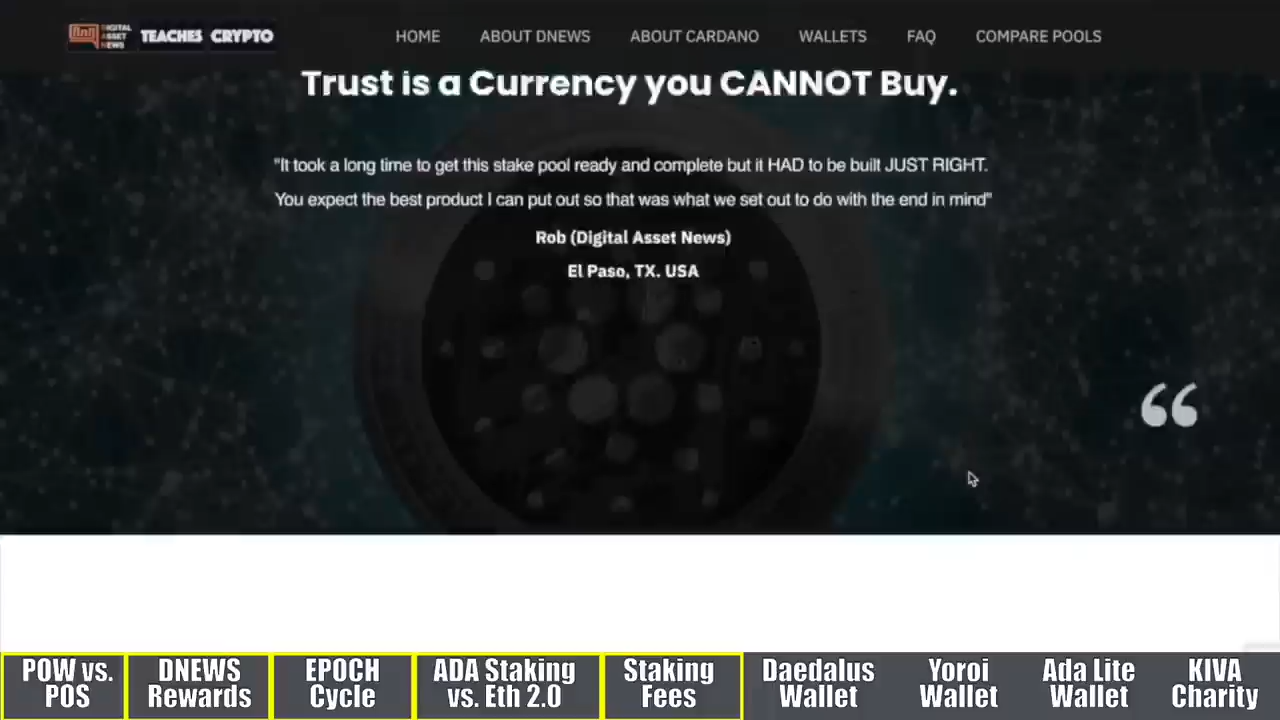 DIGITAL
ASSET
NEWS
TEACHES CRYPTO
HOME
ABOUT DNEWS
ABOUT CARDANO
WALLETS
FAQ
COMPARE POOLS
Trust is a Currency you CANNOT Buy.
"It took a long time to get this stake pool ready and complete but it HAD to be built JUST RIGHT.
You expect the best product I can put out so that was what we set out to do with the end in mind"
Rob (Digital Asset News)
El Paso, TX. USA
“
POW vs.
POS
DNEWS
Rewards
EPOCH
Cycle
ADA Staking
vs. Eth 2.0
Staking
Fees
Daedalus
Wallet
Yoroi
Wallet
Ada Lite
Wallet
KIVA
Charity